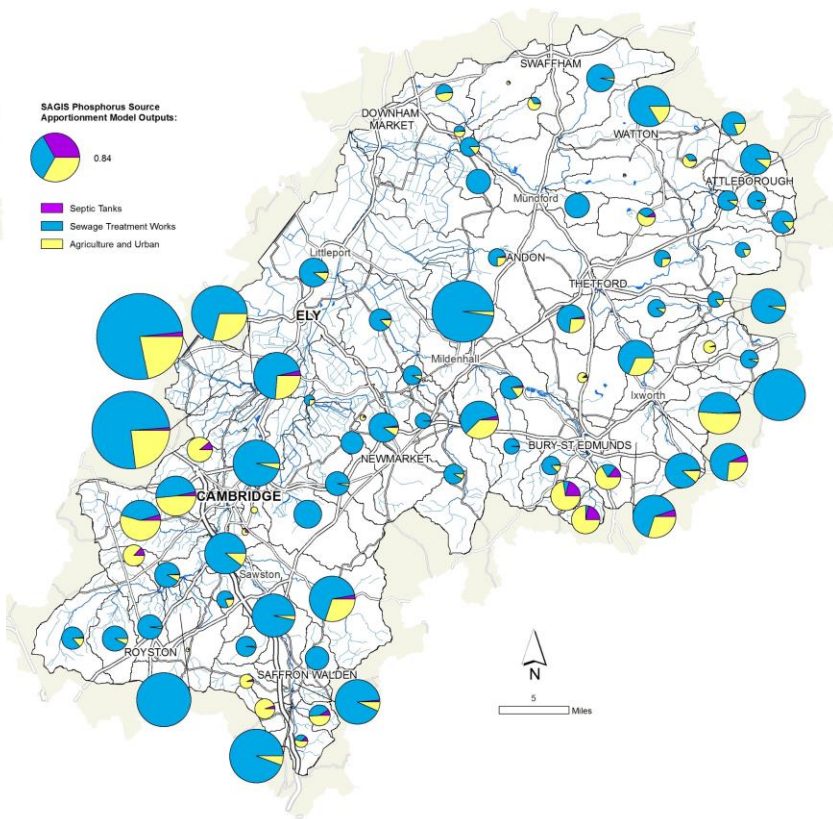 SAGIS Phosphorus Source
Apportionment Model Outputs:
0.84
Septic Tanks
Sewage Treatment Works
Agriculture and Urban
SWAFFHAM
DOWNHAM
MARKET
WATTON
ATTLEBOROUGH
Mundford
Littleport
ANDON
THETFORD
ELY
Mildenhall
Ixworth
BURY ST EDMUNDS
NEWMARKET
CAMBRIDGE
Sawston
ROYSTON
SAFFRON WALDEN
N
5
Miles